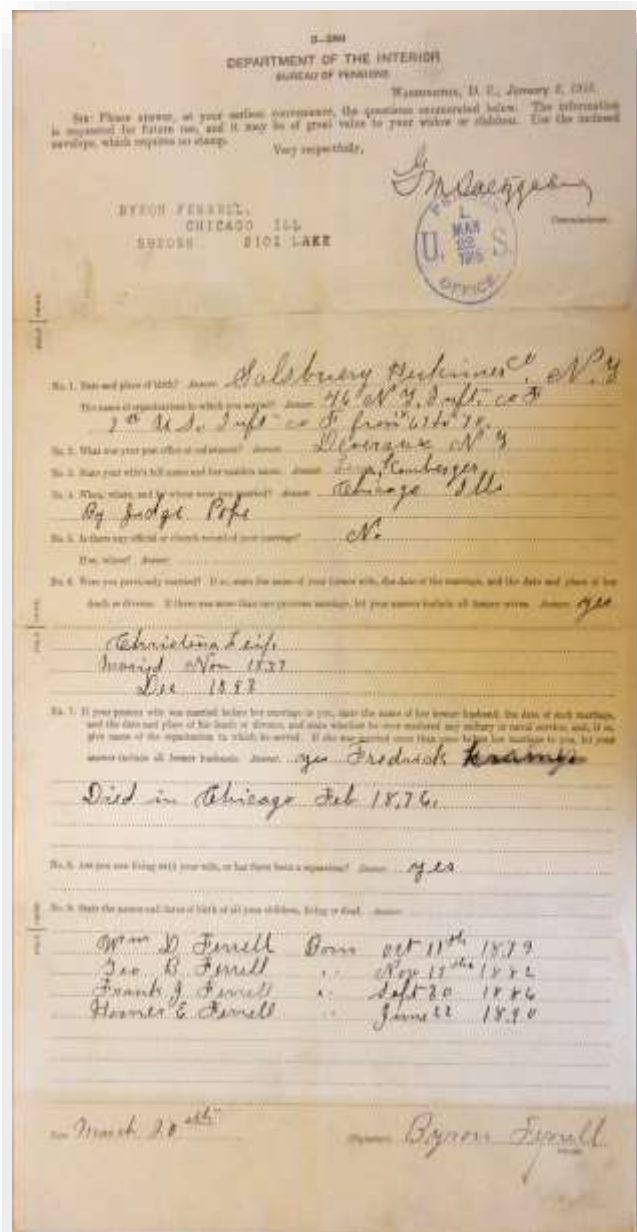 DEPARTMENT OF THE INTERIOR
BUREAU OF PENSIONS
WASHINGTON, D. C., January 2, 1915.
SIR: Please answer, at your earliest convenience, the questions enumerated below. The information
is requested for future use, and it may be of great value to your widow or children. Use the inclosed
envelope, which requires no stamp.
Very respectfully,
Commissioner.
BYRON FERRELL,
CHICAGO ILL
2102 LAKE
PENSION
L
MAR
22
1915
U. S.
OFFICE
No. 1. Date and place of birth? Answer. Salsbuery Herkimer Co, N. Y
The name of organizations in which you served? Answer. 76 N Y. Inft. co F
7th U.S. Inft co F from 67 to 70.
No. 2. What was your post office at enlistment? Answer. Deveraux N Y
No. 3. State your wife's full name and her maiden name. Answer.
No. 4. When, where, and by whom were you married? Answer. Chicago Ills
By Judge Pope
No. 5. Is there any official or church record of your marriage? No.
If so, where? Answer.
No. 6. Were you previously married? If so, state the name of your former wife, the date of the marriage, and the date and place of her
death or divorce. If there was more than one previous marriage, let your answer include all former wives. Answer. yes
Christina
Maried Nov 1877
Dec 1893
No. 7. If your present wife was married before her marriage to you, state the name of her former husband, the date of such marriage,
and the date and place of his death or divorce, and state whether he ever rendered any military or naval service, and, if so,
give name of the organization in which he served. If she was married more than once before her marriage to you, let your
answer include all former husbands. Answer. yes Fredrick
Died in Chicago Feb 1876.
No. 8. Are you now living with your wife, or has there been a separation? Answer. yes
No. 9. State the names and dates of birth of all your children, living or dead. Answer.
Wm D Ferrell Born Oct 11th 1879
Geo B Ferrell " Nov 17th 1882
Frank J Ferrell " Sept 20 1886
Homer E Ferrell " June 22 1890
Date March 20th
(Signature) Byron Ferrell